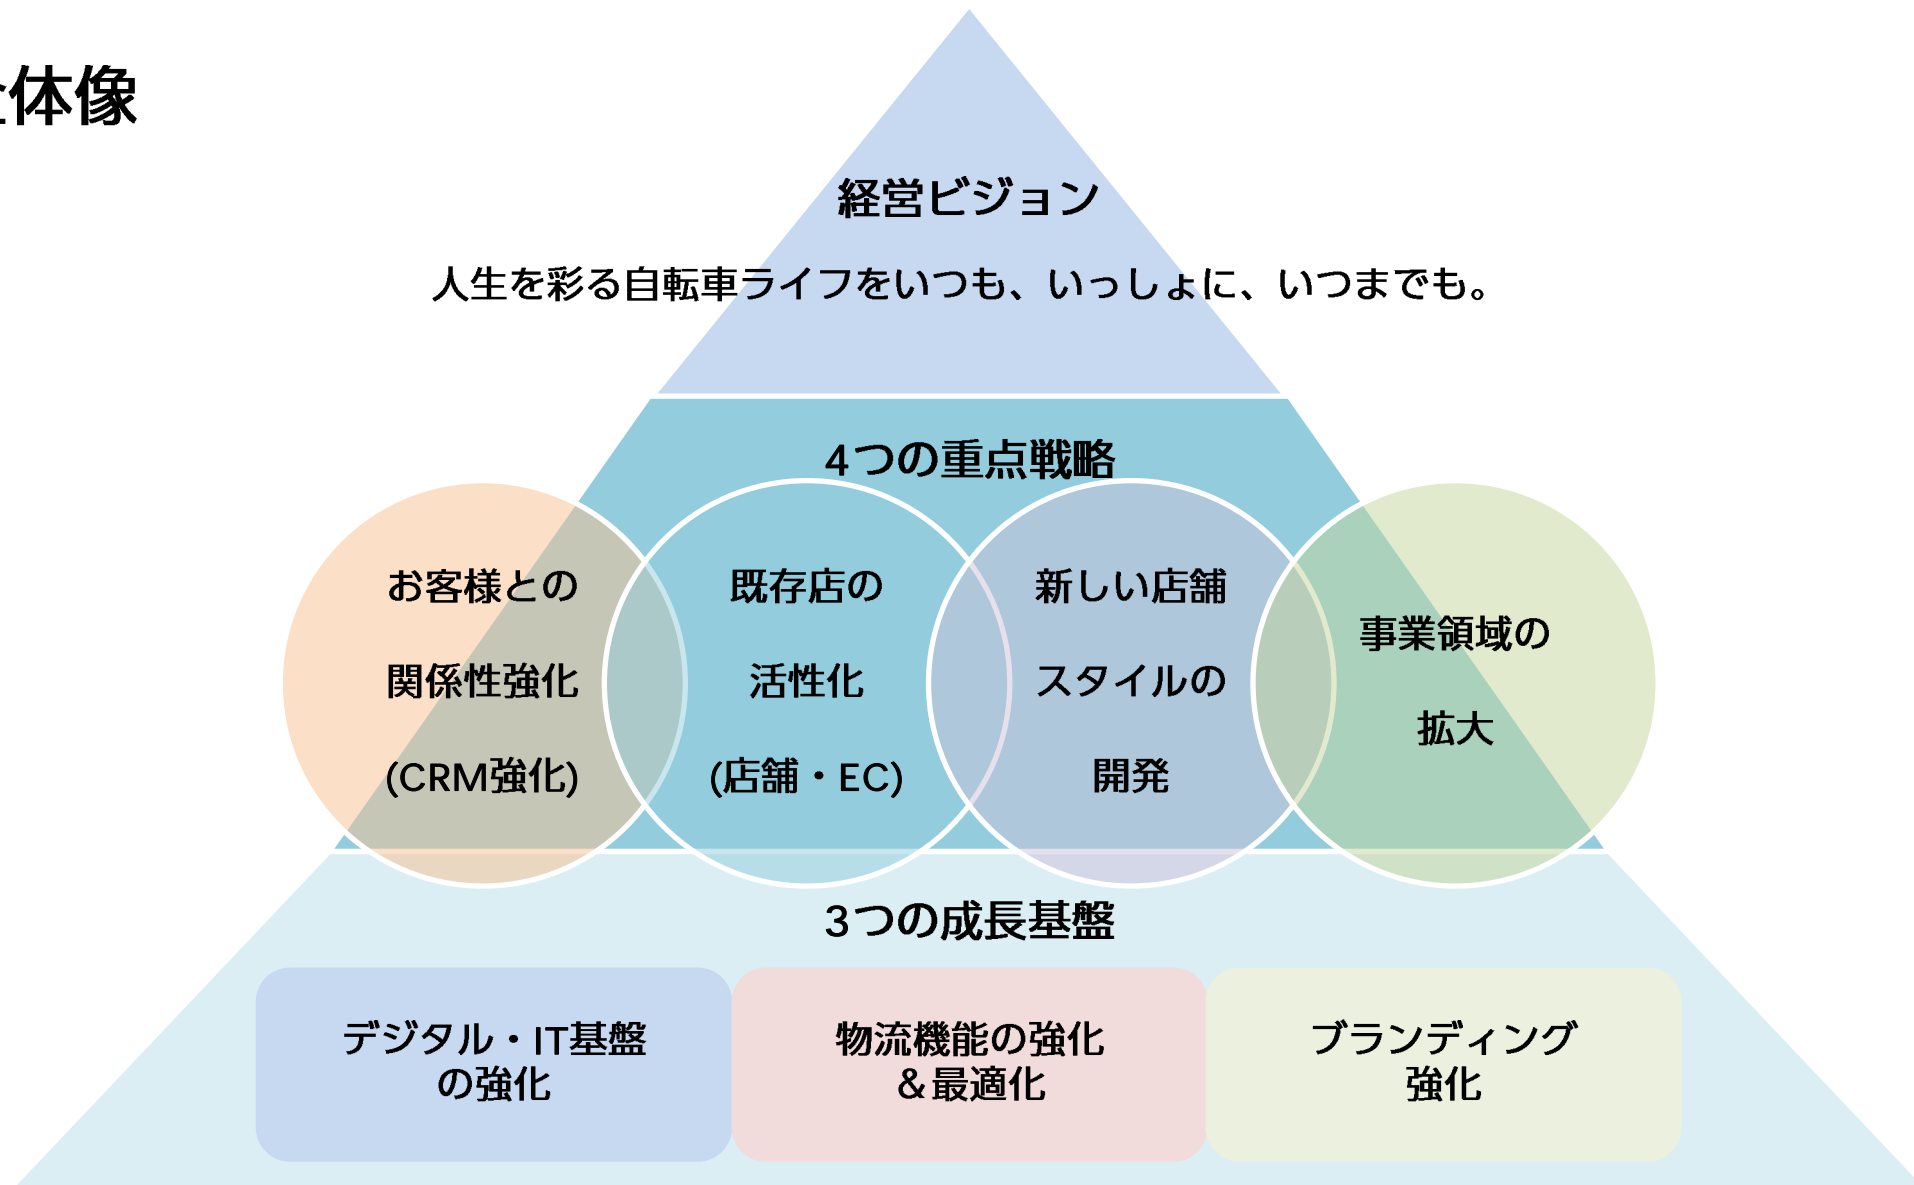 体像
経営ビジョン
人生を彩る自転車ライフをいつも、いっしょに、いつまでも。
4つの重点戦略
お客様との
関係性強化
(CRM強化)
既存店の
活性化
(店舗・EC)
新しい店舗
スタイルの
開発
事業領域の
拡大
3つの成長基盤
デジタル・IT基盤
の強化
物流機能の強化
＆最適化
ブランディング
強化